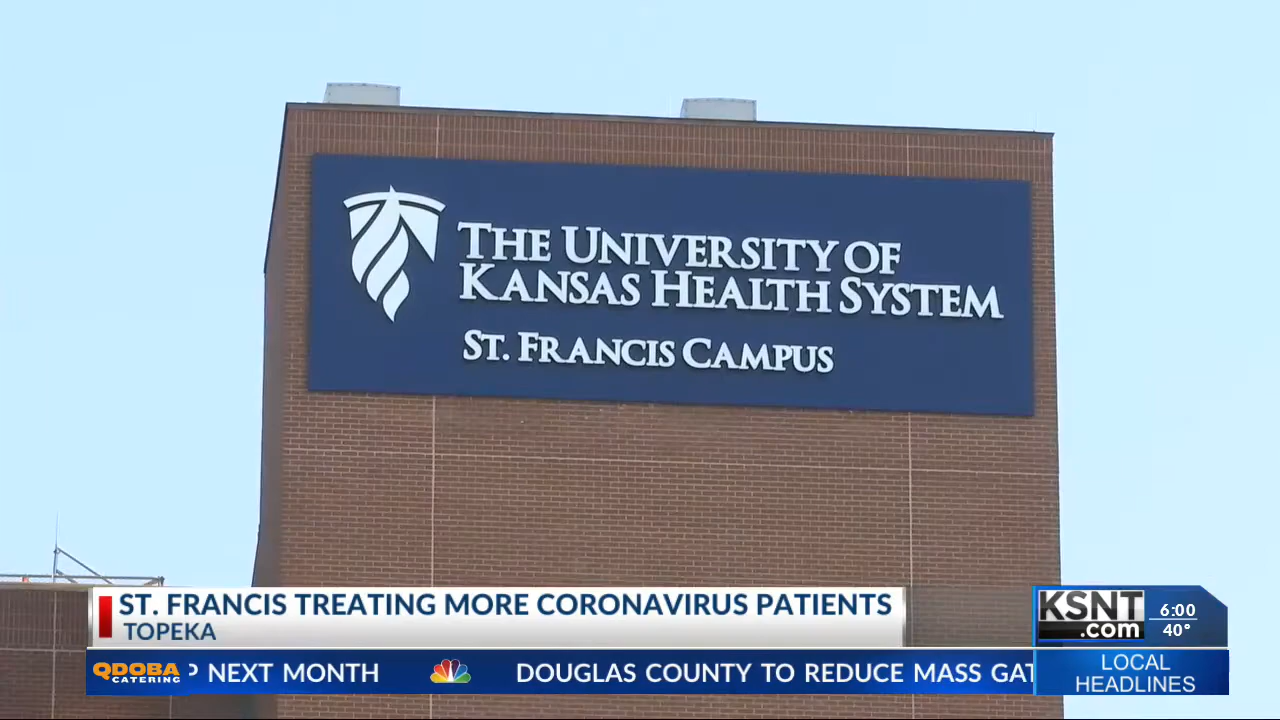 THE UNIVERSITY OF
KANSAS HEALTH SYSTEM
ST. FRANCIS CAMPUS
ST. FRANCIS TREATING MORE CORONAVIRUS PATIENTS
TOPEKA
KSNT
.com
6:00
40°
QDOBA
CATERING
P NEXT MONTH DOUGLAS COUNTY TO REDUCE MASS GAT
LOCAL
HEADLINES